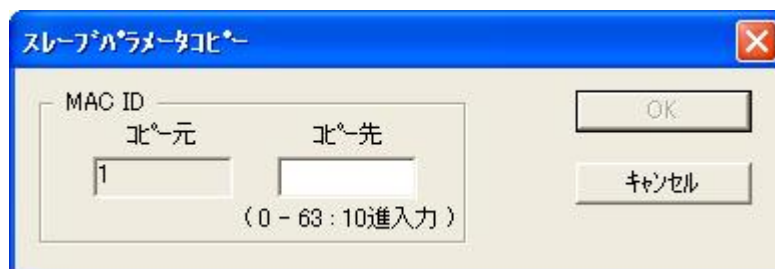 ｽﾚｰﾌﾞﾊﾟﾗﾒｰﾀｺﾋﾟｰ
MAC ID
ｺﾋﾟｰ元 ｺﾋﾟｰ先
1
(0 - 63 : 10進入力)
OK
ｷｬﾝｾﾙ